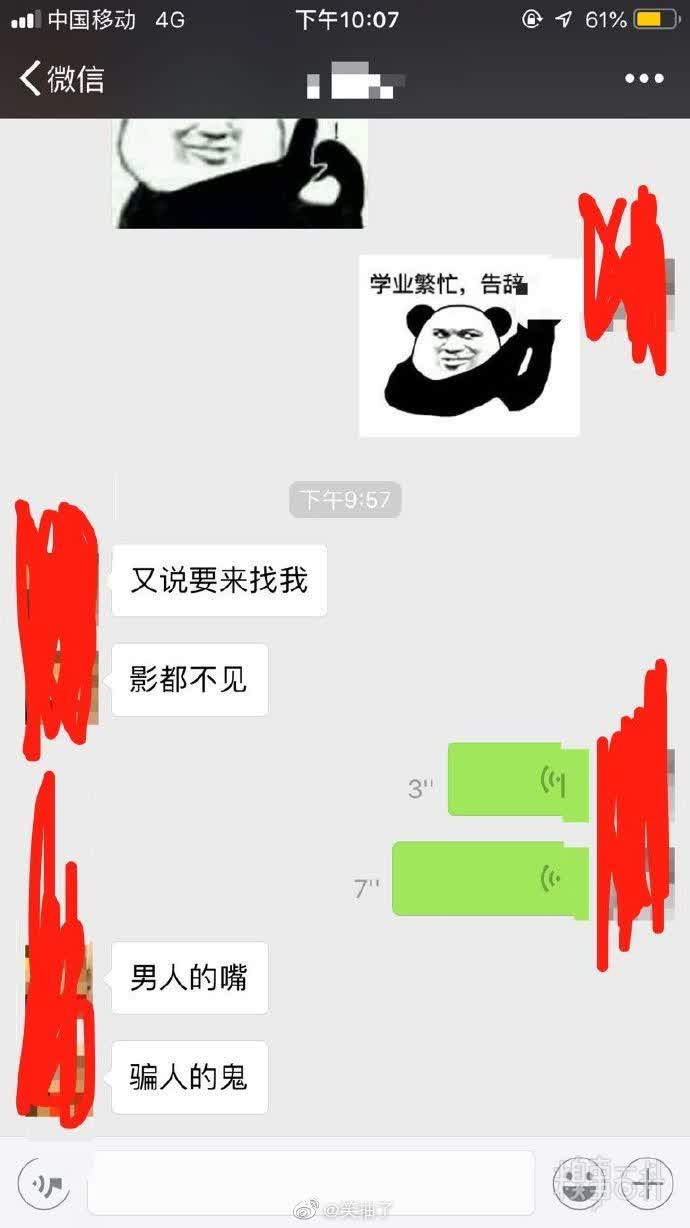 中国移动 4G 下午10:07 61%
微信
学业繁忙，告辞
下午9:57
又说要来找我
影都不见
3''
7''
男人的嘴
骗人的鬼
@笑抽了